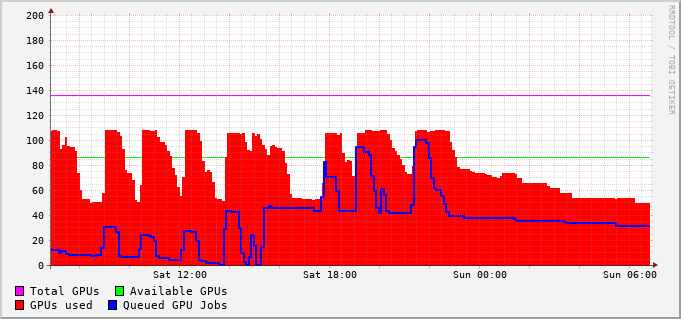 200
180
160
140
120
100
80
60
40
20
0
Sat 12:00 Sat 18:00 Sun 00:00 Sun 06:00
Total GPUs Available GPUs
GPUs used Queued GPU Jobs
RRDTOOL / TOBI OETIKER